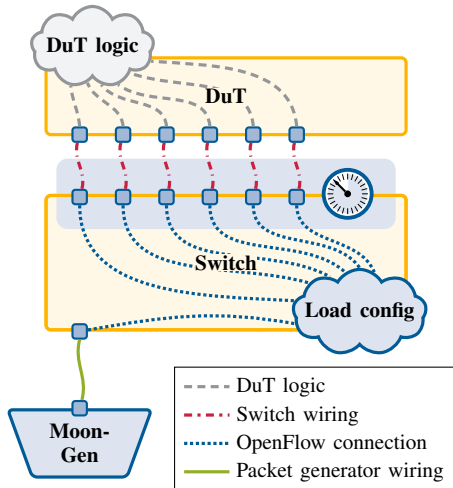 DuT logic
DuT
Switch
Load config
Moon-
Gen
DuT logic
Switch wiring
OpenFlow connection
Packet generator wiring